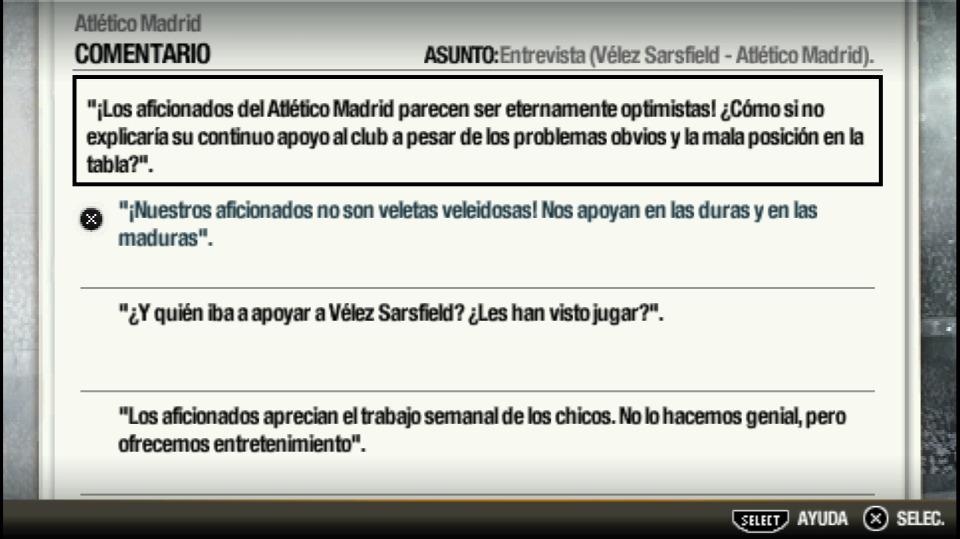 Atlético Madrid
COMENTARIO ASUNTO: Entrevista (Vélez Sarsfield - Atlético Madrid).
"¡Los aficionados del Atlético Madrid parecen ser eternamente optimistas! ¿Cómo si no
explicaría su continuo apoyo al club a pesar de los problemas obvios y la mala posición en la
tabla?".
"¡Nuestros aficionados no son veletas veleidosas! Nos apoyan en las duras y en las
maduras".
"¿Y quién iba a apoyar a Vélez Sarsfield? ¿Les han visto jugar?".
"Los aficionados aprecian el trabajo semanal de los chicos. No lo hacemos genial, pero
ofrecemos entretenimiento".
SELECT AYUDA SELEC.